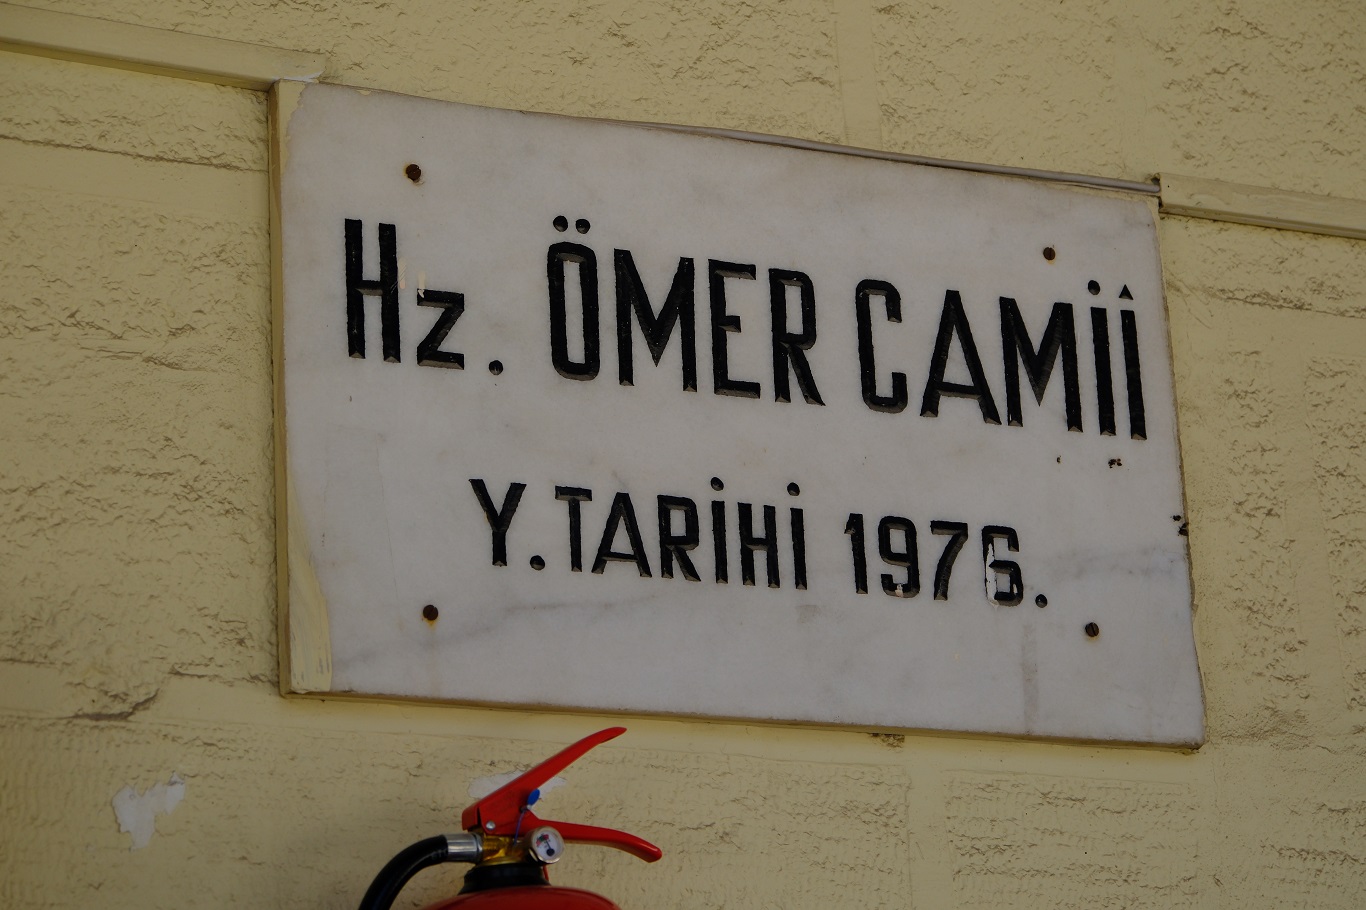 Hz. ÖMER CAMİÎ
Y. TARİHİ 1976.